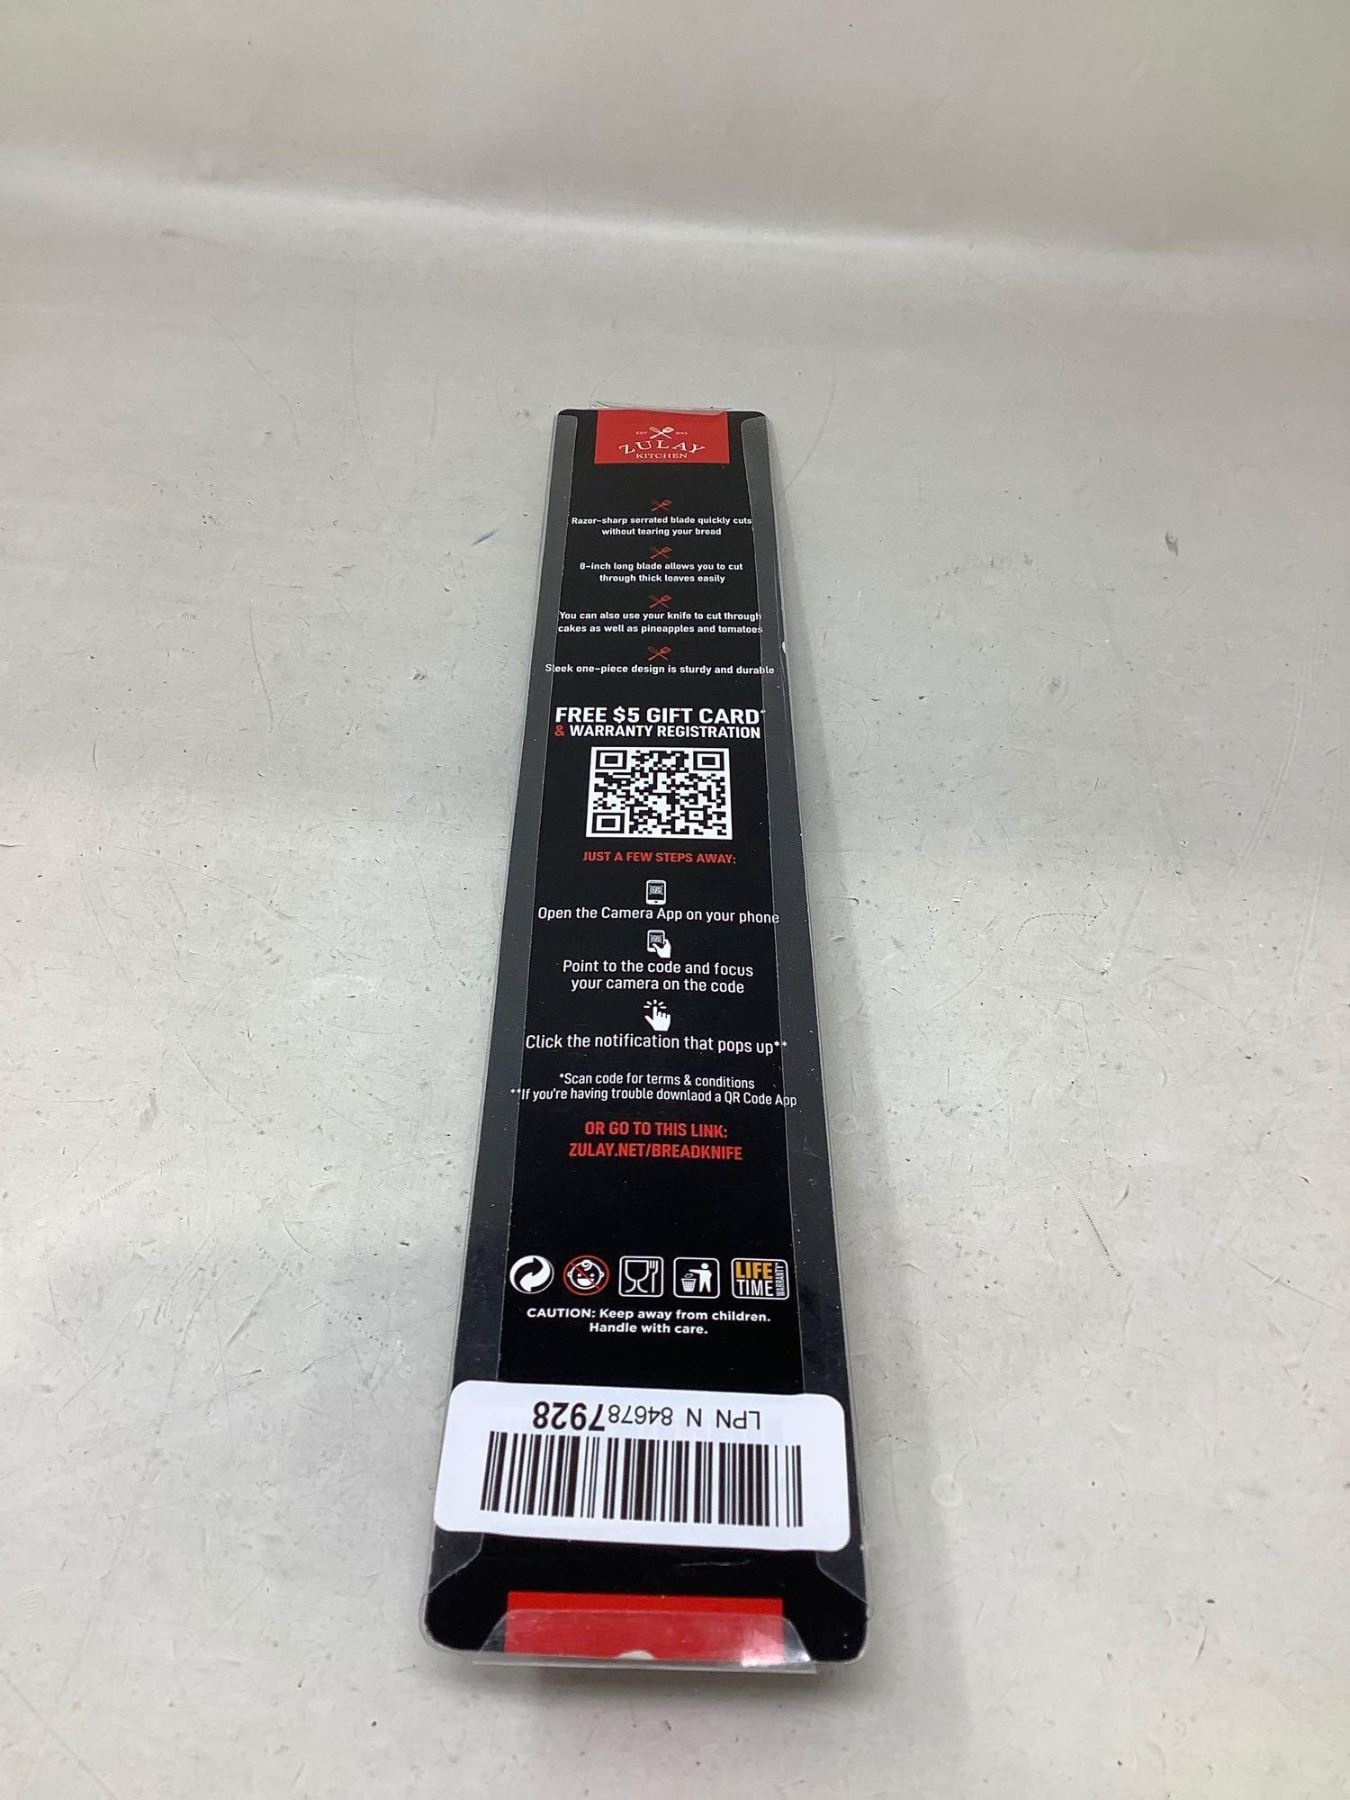 EST 2015
ZULAY
KITCHEN
Razor-sharp serrated blade quickly cuts
without tearing your bread
8-inch long blade allows you to cut
through thick loaves easily
You can also use your knife to cut through
cakes as well as pineapples and tomatoes
Sleek one-piece design is sturdy and durable
FREE $5 GIFT CARD*
& WARRANTY REGISTRATION
JUST A FEW STEPS AWAY:
Open the Camera App on your phone
Point to the code and focus
your camera on the code
Click the notification that pops up**
*Scan code for terms & conditions
**If you're having trouble downlaod a QR Code App
OR GO TO THIS LINK:
ZULAY.NET/BREADKNIFE
LIFE
TIME
WARRANTY
CAUTION: Keep away from children.
Handle with care.
LPN N 846787928